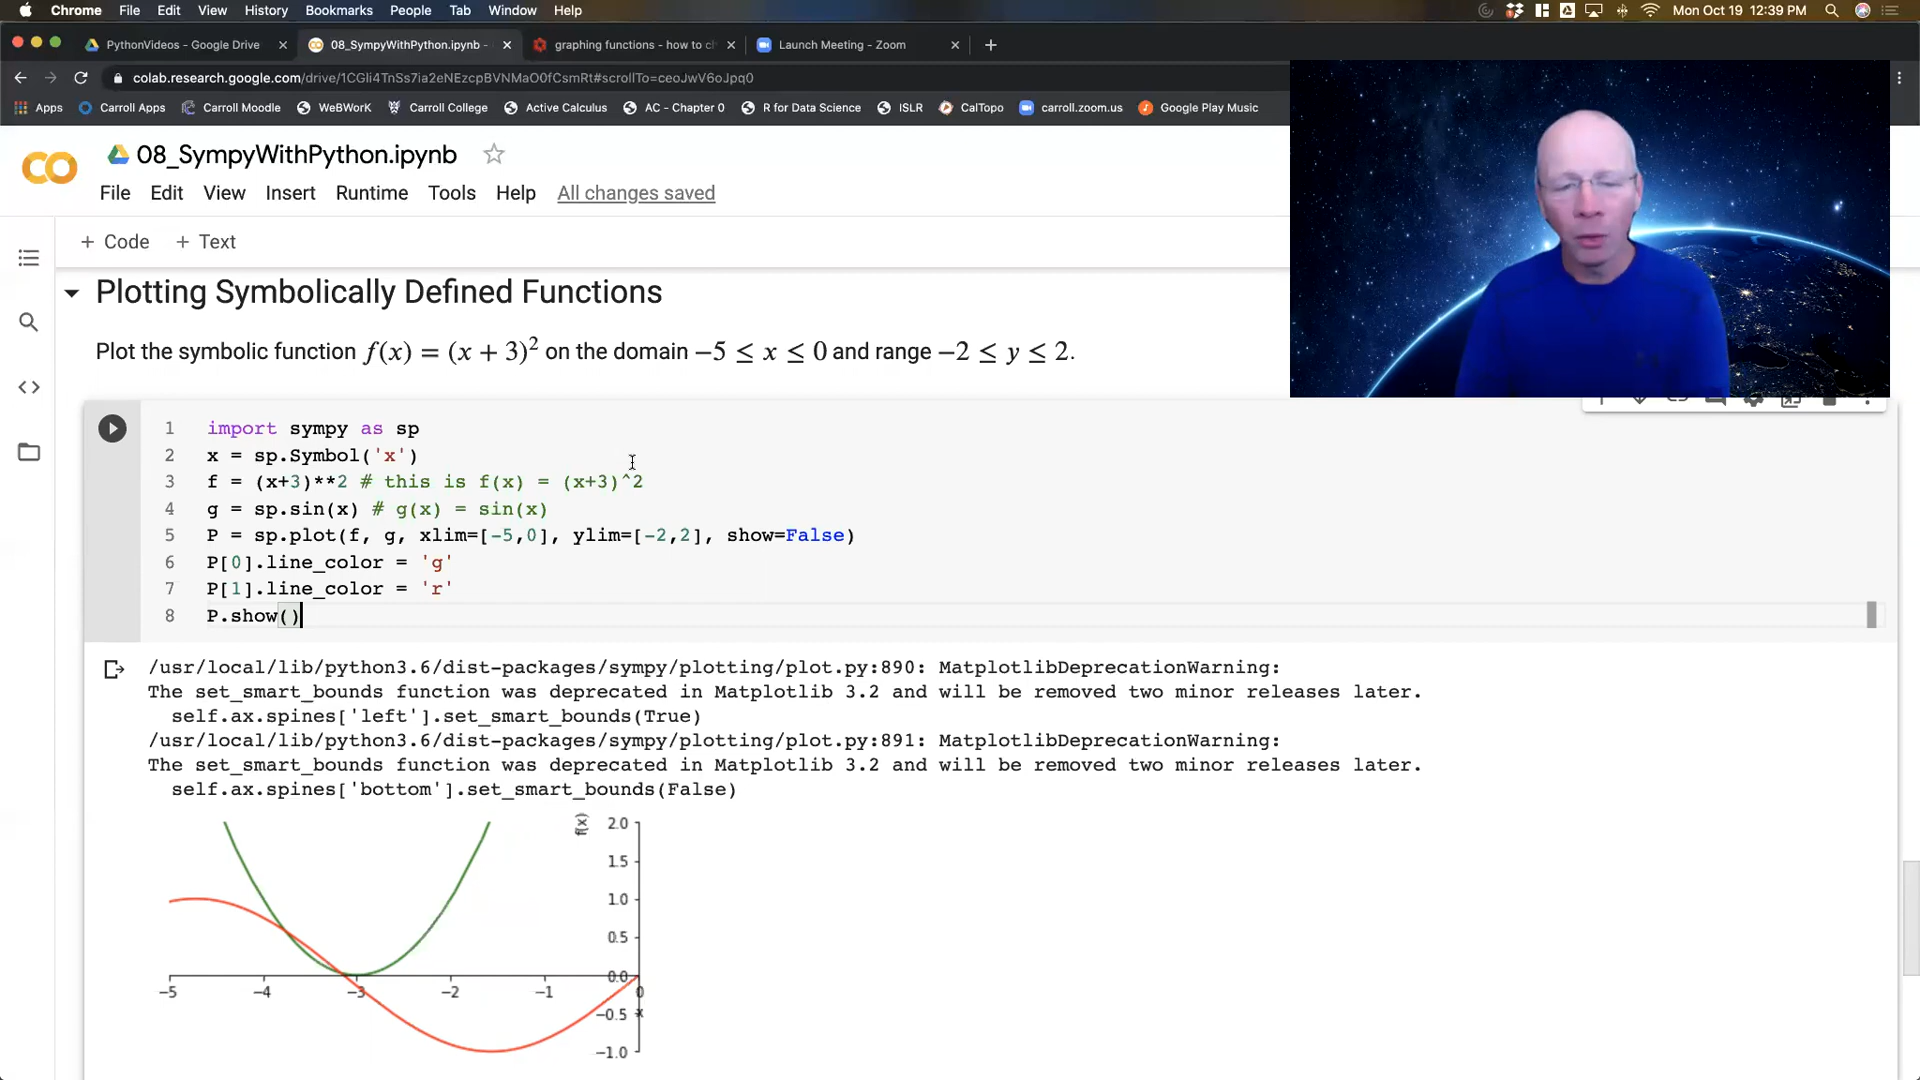 Chrome File Edit View History Bookmarks People Tab Window Help Mon Oct 19 12:39 PM
PythonVideos - Google Drive 08_SympyWithPython.ipynb - graphing functions - how to c Launch Meeting - Zoom
colab.research.google.com/drive/1CGli4TnSs7ia2eNEzcpBVNMaO0fCsmRt#scrollTo=ceoJwV6oJpq0
Apps Carroll Apps Carroll Moodle WeBWorK Carroll College Active Calculus AC - Chapter 0 R for Data Science ISLR CalTopo carroll.zoom.us Google Play Music
08_SympyWithPython.ipynb
File Edit View Insert Runtime Tools Help All changes saved
+ Code + Text
Plotting Symbolically Defined Functions
Plot the symbolic function f(x) = (x + 3)² on the domain −5 ≤ x ≤ 0 and range −2 ≤ y ≤ 2.
1 import sympy as sp
2 x = sp.Symbol('x')
3 f = (x+3)**2 # this is f(x) = (x+3)^2
4 g = sp.sin(x) # g(x) = sin(x)
5 P = sp.plot(f, g, xlim=[-5,0], ylim=[-2,2], show=False)
6 P[0].line_color = 'g'
7 P[1].line_color = 'r'
8 P.show()
/usr/local/lib/python3.6/dist-packages/sympy/plotting/plot.py:890: MatplotlibDeprecationWarning:
The set_smart_bounds function was deprecated in Matplotlib 3.2 and will be removed two minor releases later.
self.ax.spines['left'].set_smart_bounds(True)
/usr/local/lib/python3.6/dist-packages/sympy/plotting/plot.py:891: MatplotlibDeprecationWarning:
The set_smart_bounds function was deprecated in Matplotlib 3.2 and will be removed two minor releases later.
self.ax.spines['bottom'].set_smart_bounds(False)
f(x) 2.0
1.5
1.0
0.5
0.0
−5 −4 −3 −2 −1 0
−0.5 x
−1.0